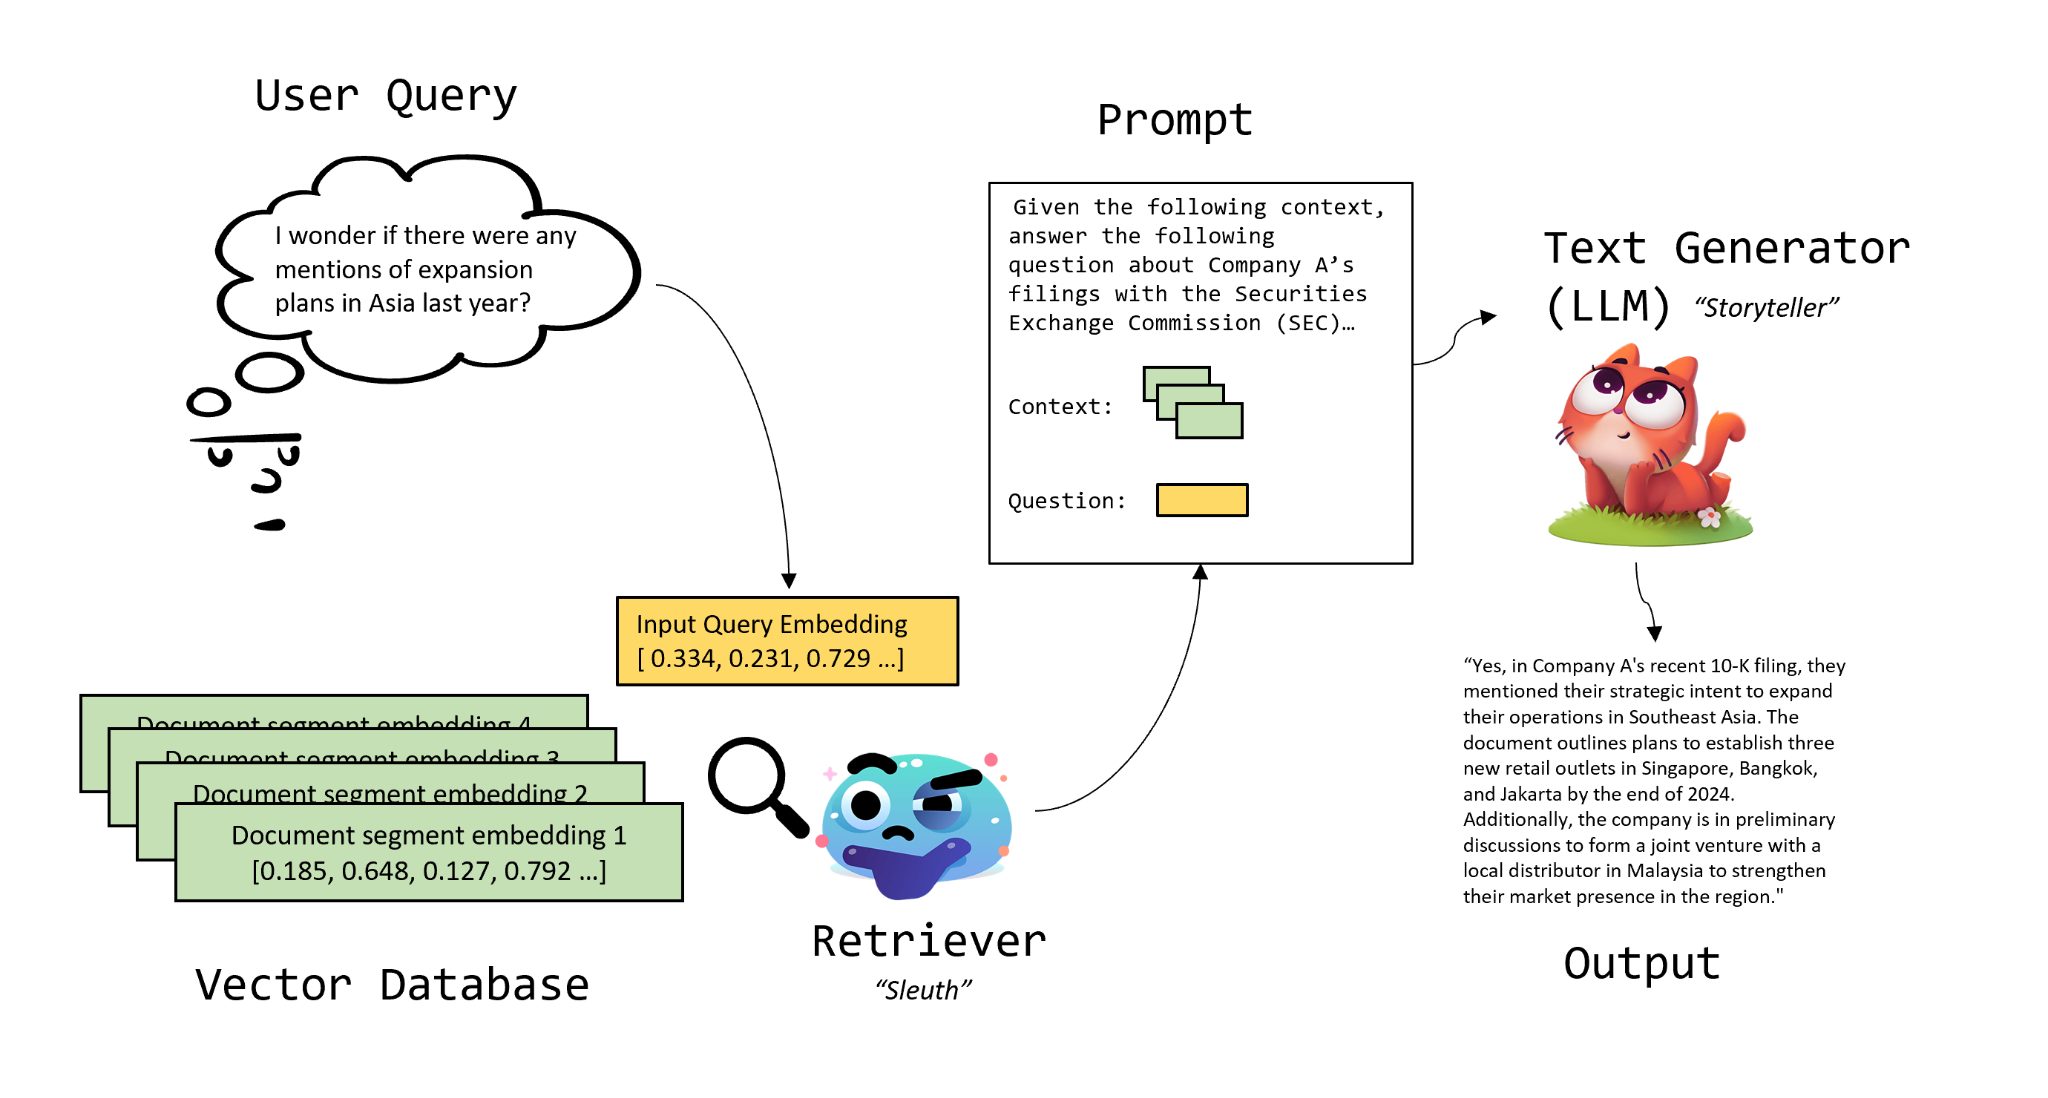 User Query
I wonder if there were any
mentions of expansion
plans in Asia last year?
Input Query Embedding
[ 0.334, 0.231, 0.729 …]
Document segment embedding 4
Document segment embedding 3
Document segment embedding 2
Document segment embedding 1
[0.185, 0.648, 0.127, 0.792 …]
Vector Database
Retriever
“Sleuth”
Prompt
Given the following context,
answer the following
question about Company A’s
filings with the Securities
Exchange Commission (SEC)…
Context:
Question:
Text Generator
(LLM) “Storyteller”
“Yes, in Company A's recent 10-K filing, they
mentioned their strategic intent to expand
their operations in Southeast Asia. The
document outlines plans to establish three
new retail outlets in Singapore, Bangkok,
and Jakarta by the end of 2024.
Additionally, the company is in preliminary
discussions to form a joint venture with a
local distributor in Malaysia to strengthen
their market presence in the region."
Output